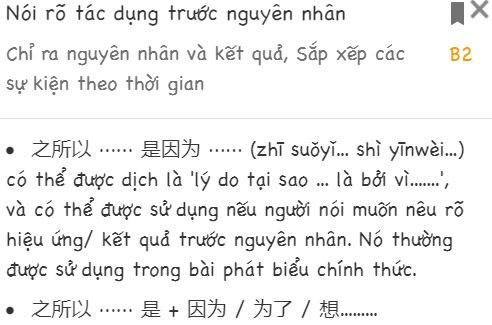 Nói rõ tác dụng trước nguyên nhân
Chỉ ra nguyên nhân và kết quả, Sắp xếp các B2
sự kiện theo thời gian
• 之所以 …… 是因为 …… (zhī suǒyǐ... shì yīnwèi...)
có thể được dịch là 'lý do tại sao ... là bởi vì.......',
và có thể được sử dụng nếu người nói muốn nêu rõ
hiệu ứng/ kết quả trước nguyên nhân. Nó thường
được sử dụng trong bài phát biểu chính thức.
• 之所以 …… 是 + 因为 / 为了 / 想.........